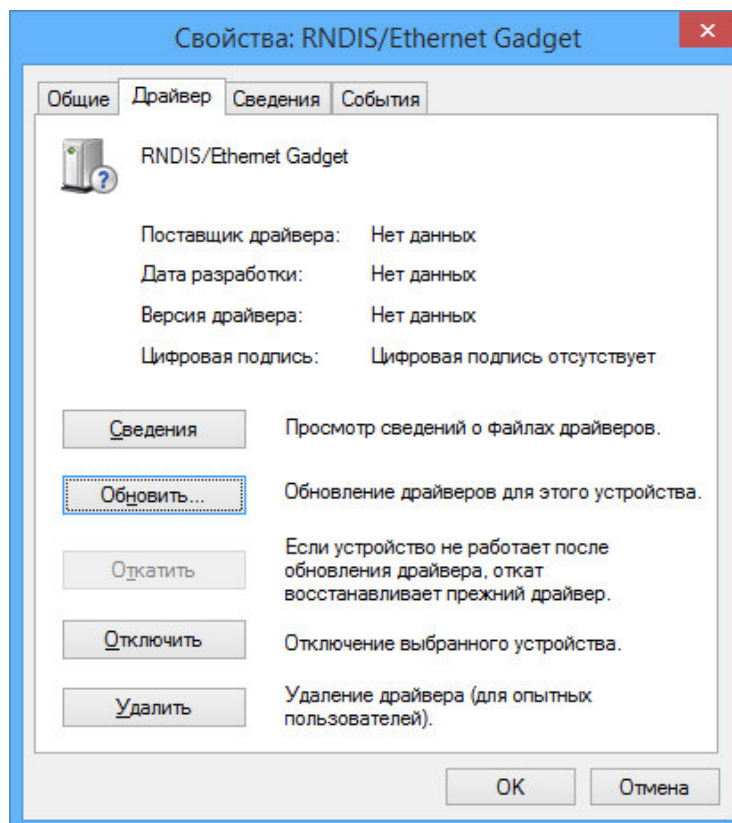 Свойства: RNDIS/Ethernet Gadget
Общие Драйвер Сведения События
RNDIS/Ethernet Gadget
Поставщик драйвера: Нет данных
Дата разработки: Нет данных
Версия драйвера: Нет данных
Цифровая подпись: Цифровая подпись отсутствует
Сведения Просмотр сведений о файлах драйверов.
Обновить... Обновление драйверов для этого устройства.
Если устройство не работает после
Откатить обновления драйвера, откат
восстанавливает прежний драйвер.
Отключить Отключение выбранного устройства.
Удалить Удаление драйвера (для опытных
пользователей).
OK Отмена